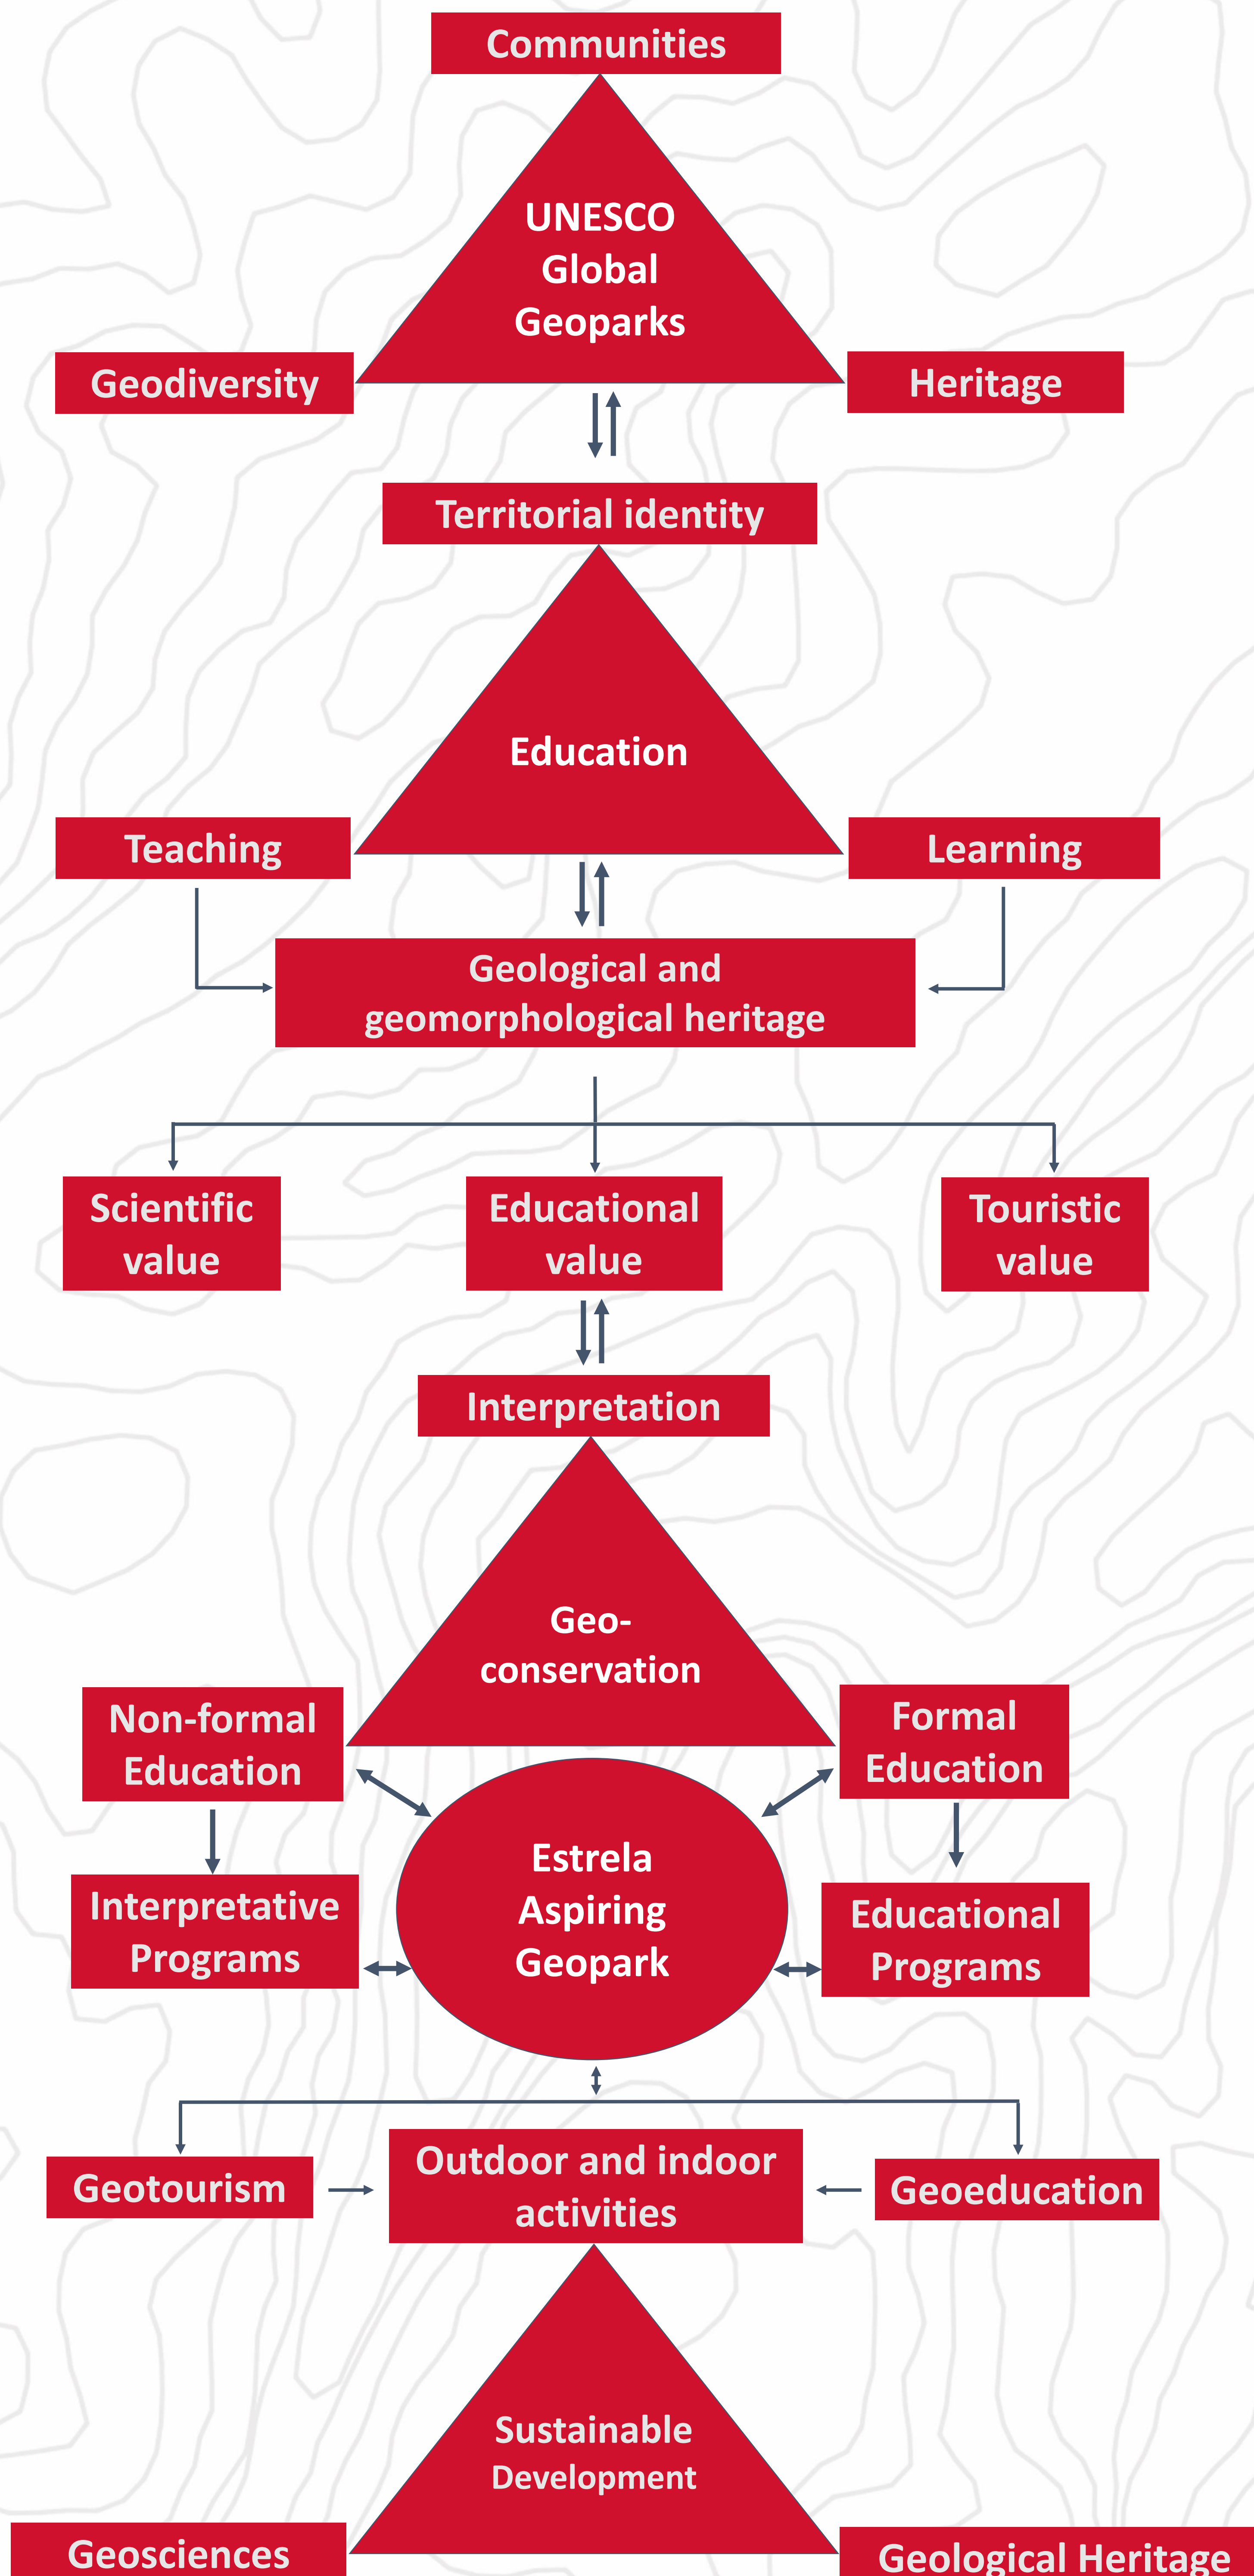 Communities
UNESCO
Global
Geoparks
Geodiversity
Heritage
Territorial identity
Education
Teaching
Learning
Geological and
geomorphological heritage
Scientific
value
Educational
value
Touristic
value
Interpretation
Geo-
conservation
Non-formal
Education
Formal
Education
Estrela
Aspiring
Geopark
Interpretative
Programs
Educational
Programs
Geotourism
Outdoor and indoor
activities
Geoeducation
Sustainable
Development
Geosciences
Geological Heritage